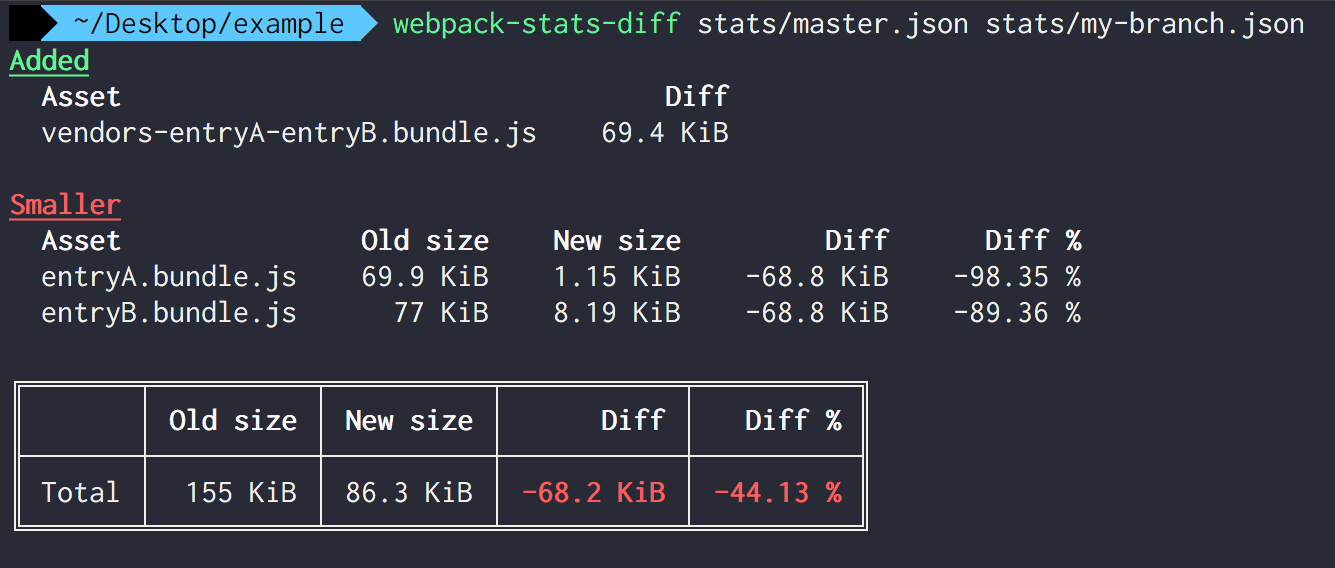 ~/Desktop/example webpack-stats-diff stats/master.json stats/my-branch.json
Added
Asset Diff
vendors-entryA-entryB.bundle.js 69.4 KiB
Smaller
Asset Old size New size Diff Diff %
entryA.bundle.js 69.9 KiB 1.15 KiB -68.8 KiB -98.35 %
entryB.bundle.js 77 KiB 8.19 KiB -68.8 KiB -89.36 %
Old size New size Diff Diff %
Total 155 KiB 86.3 KiB -68.2 KiB -44.13 %